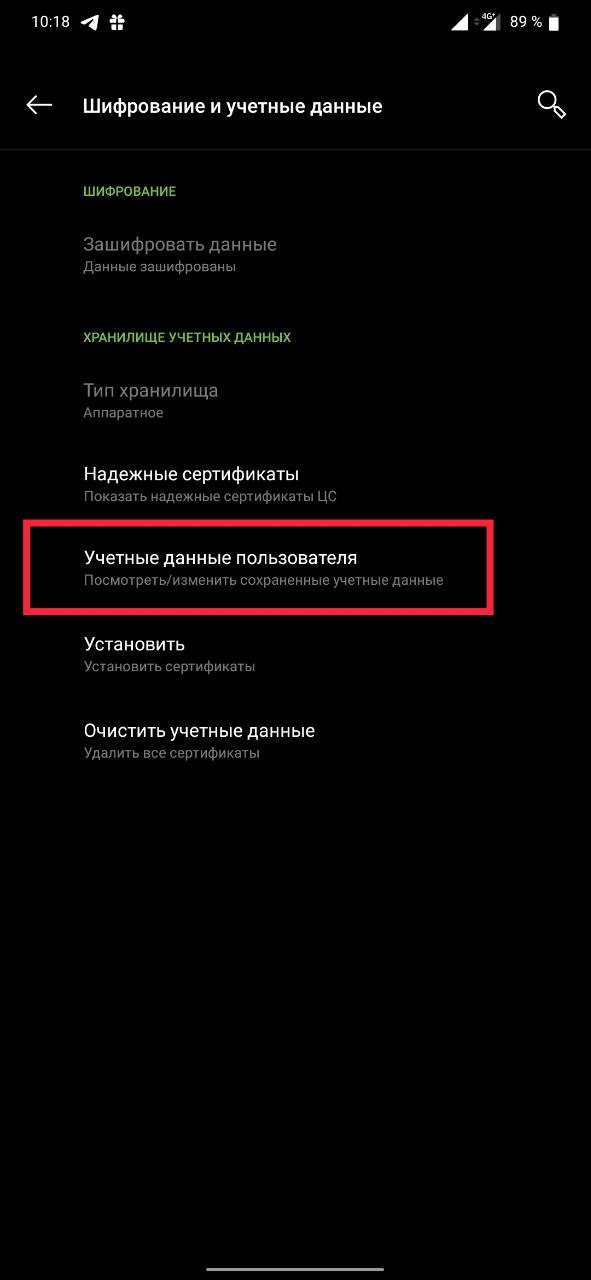 10:18 4G+ 89 %
Шифрование и учетные данные
ШИФРОВАНИЕ
Зашифровать данные
Данные зашифрованы
ХРАНИЛИЩЕ УЧЕТНЫХ ДАННЫХ
Тип хранилища
Аппаратное
Надежные сертификаты
Показать надежные сертификаты ЦС
Учетные данные пользователя
Посмотреть/изменить сохраненные учетные данные
Установить
Установить сертификаты
Очистить учетные данные
Удалить все сертификаты